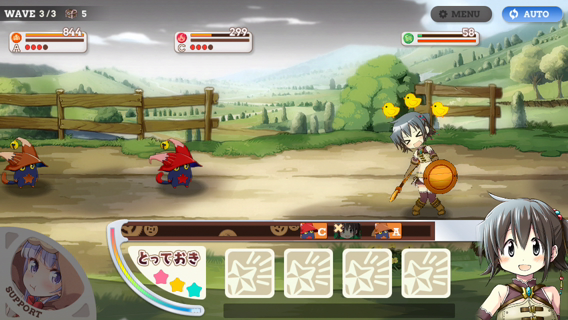 WAVE 3/3 5
MENU
AUTO
844
A
299
C
58
C
A
とっておき
SUPPORT